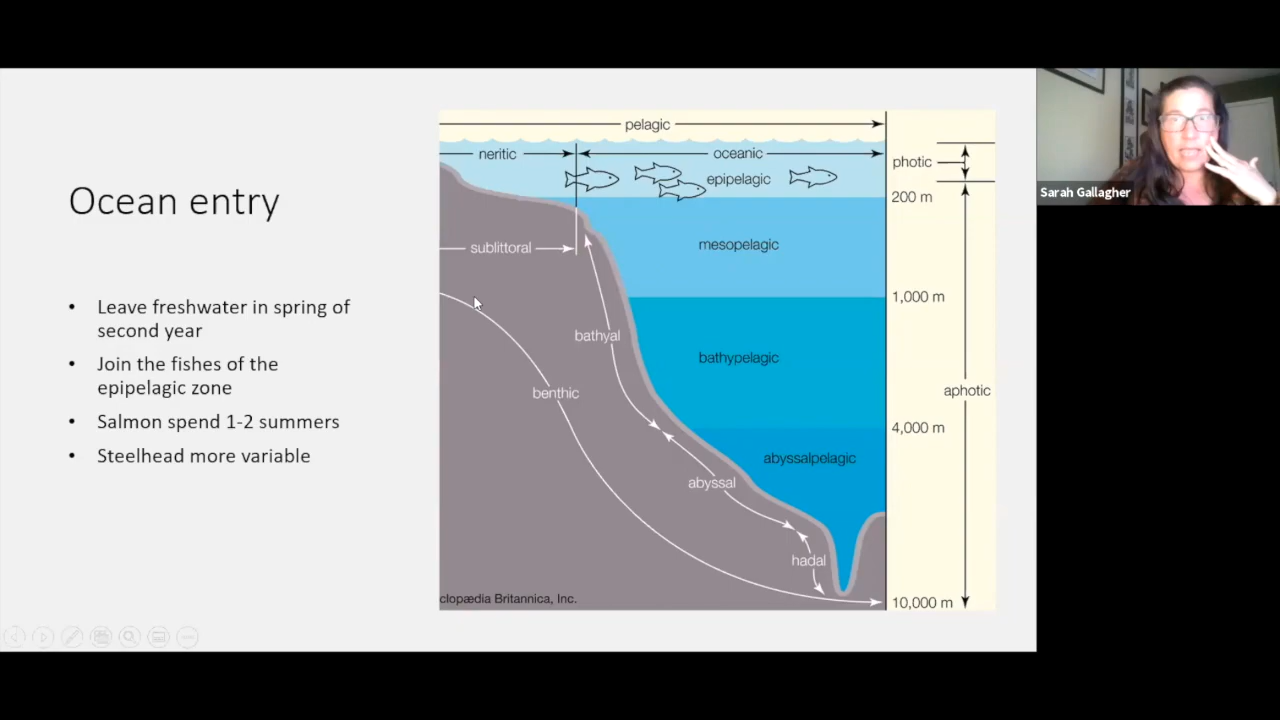 Ocean entry
• Leave freshwater in spring of
second year
• Join the fishes of the
epipelagic zone
• Salmon spend 1-2 summers
• Steelhead more variable
pelagic
neritic
oceanic
photic
epipelagic
200 m
sublittoral
mesopelagic
1,000 m
bathyal
bathypelagic
benthic
aphotic
4,000 m
abyssalpelagic
abyssal
hadal
clopædia Britannica, Inc.
10,000 m
Sarah Gallagher